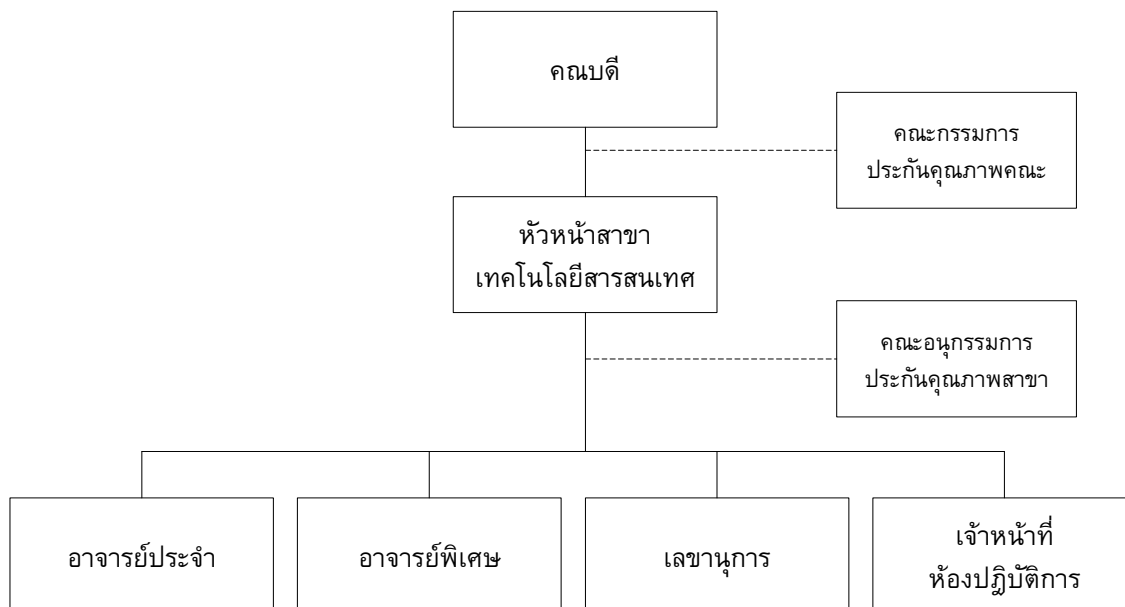 คณบดี
คณะกรรมการ
ประกันคุณภาพคณะ
หัวหน้าสาขา
เทคโนโลยีสารสนเทศ
คณะอนุกรรมการ
ประกันคุณภาพสาขา
อาจารย์ประจำ
อาจารย์พิเศษ
เลขานุการ
เจ้าหน้าที่
ห้องปฎิบัติการ